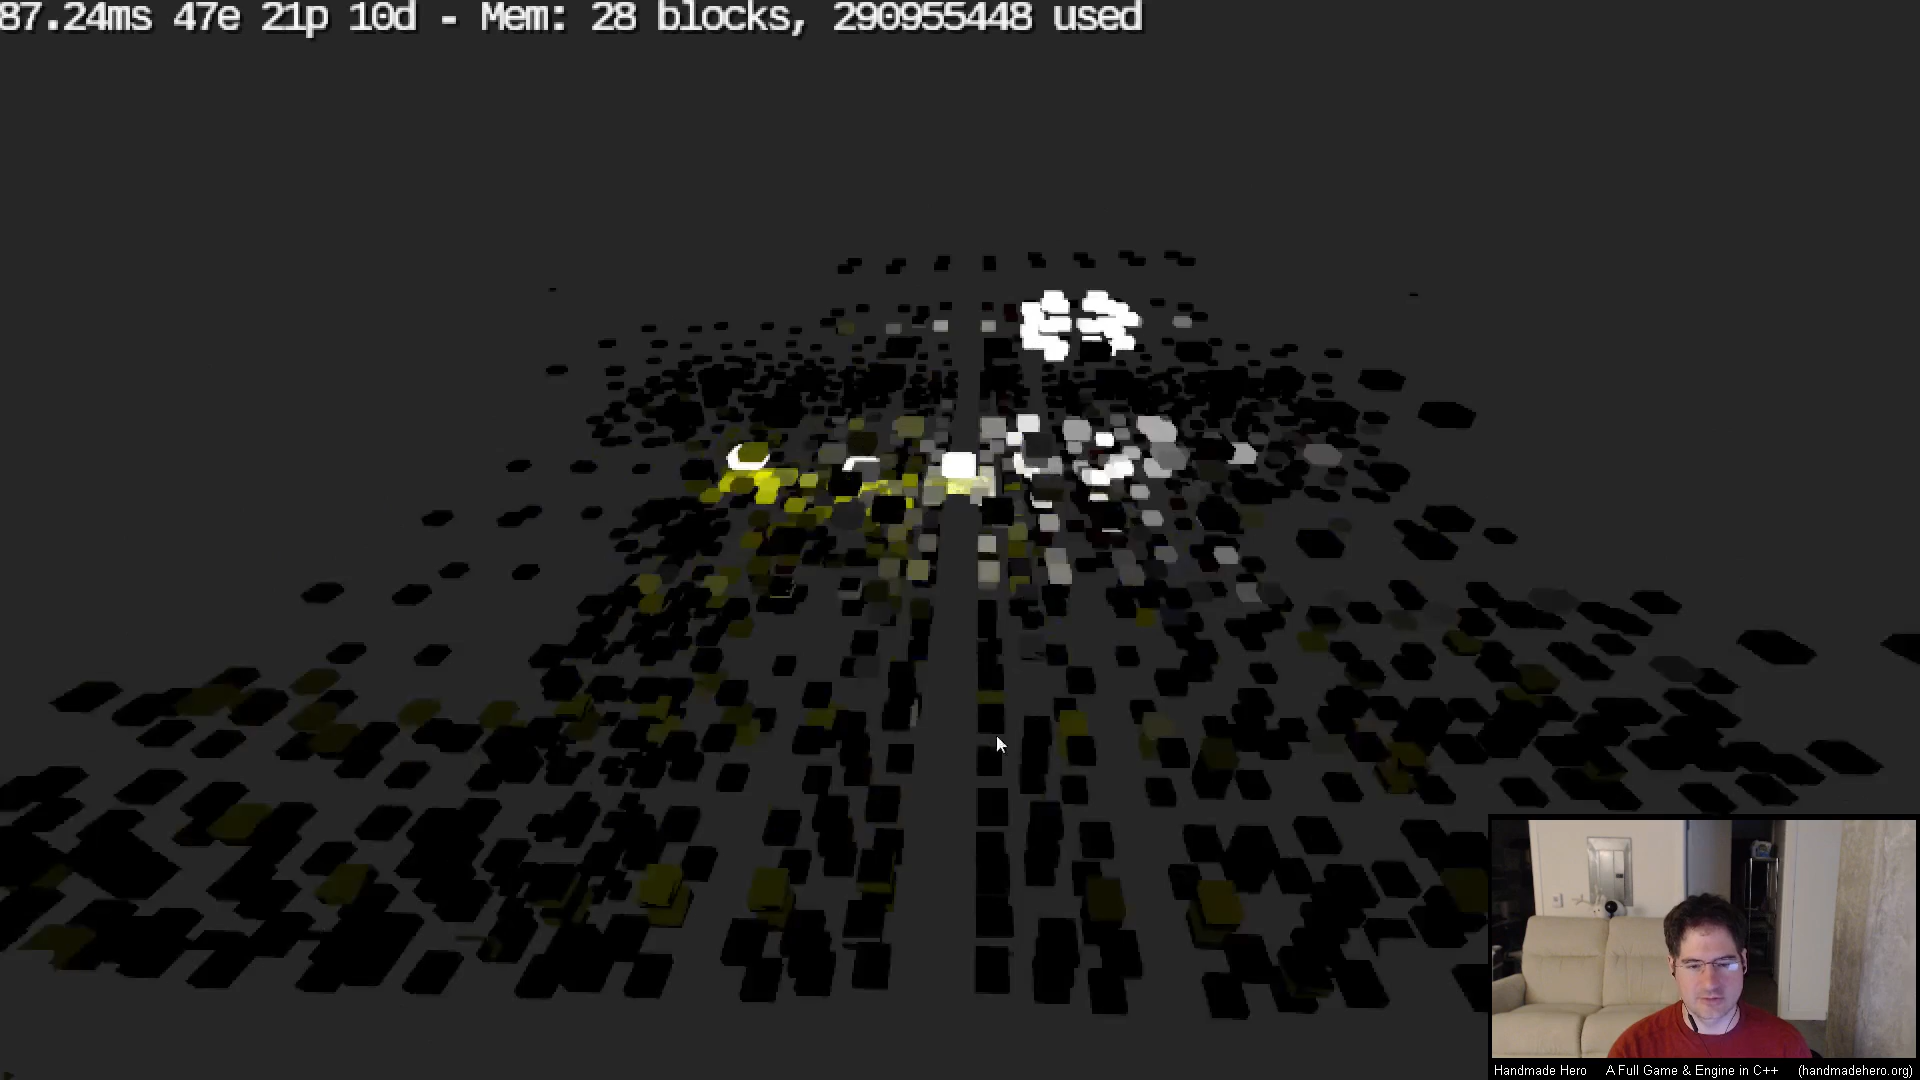 87.24ms 47e 21p 10d - Mem: 28 blocks, 290955448 used
Handmade Hero A Full Game & Engine in C++ (handmadehero.org)